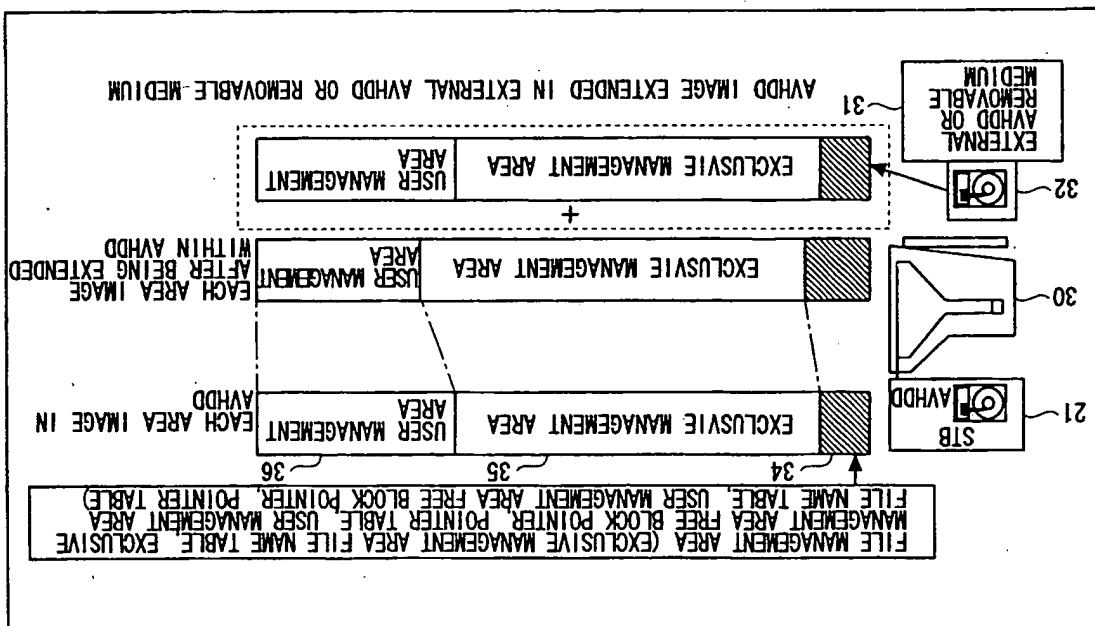 FILE MANAGEMENT AREA (EXCLUSIVE MANAGEMENT AREA FILE NAME TABLE, EXCLUSIVE
MANAGEMENT AREA FREE BLOCK POINTER, POINTER TABLE, USER MANAGEMENT AREA
FILE NAME TABLE, USER MANAGEMENT AREA FREE BLOCK POINTER, POINTER TABLE)
21
STB
AVHDD
34
35
36
EXCLUSVIE MANAGEMENT AREA
USER MANAGEMENT
AREA
EACH AREA IMAGE IN
AVHDD
30
EXCLUSVIE MANAGEMENT AREA
USER MANAGEMENT
AREA
EACH AREA IMAGE
AFTER BEING EXTENDED
WITHIN AVHDD
+
32
EXCLUSVIE MANAGEMENT AREA
USER MANAGEMENT
AREA
31
EXTERNAL
AVHDD OR
REMOVABLE
MEDIUM
AVHDD IMAGE EXTENDED IN EXTERNAL AVHDD OR REMOVABLE MEDIUM